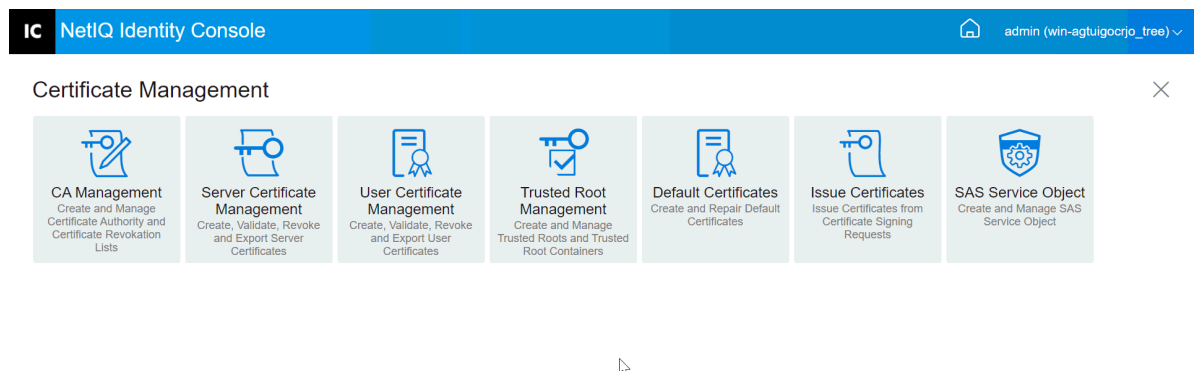 IC NetIQ Identity Console admin (win-agtuigocrjo_tree)
Certificate Management
CA Management
Create and Manage
Certificate Authority and
Certificate Revokation
Lists
Server Certificate
Management
Create, Validate, Revoke
and Export Server
Certificates
User Certificate
Management
Create, Validate, Revoke
and Export User
Certificates
Trusted Root
Management
Create and Manage
Trusted Roots and Trusted
Root Containers
Default Certificates
Create and Repair Default
Certificates
Issue Certificates
Issue Certificates from
Certificate Signing
Requests
SAS Service Object
Create and Manage SAS
Service Object